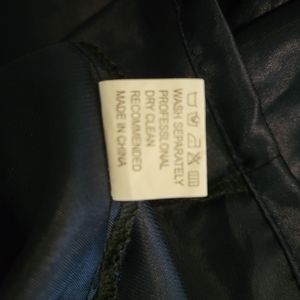 WASH SEPARATELY
PROFESSIONAL
DRY CLEAN
RECOMMENDED
MADE IN CHINA